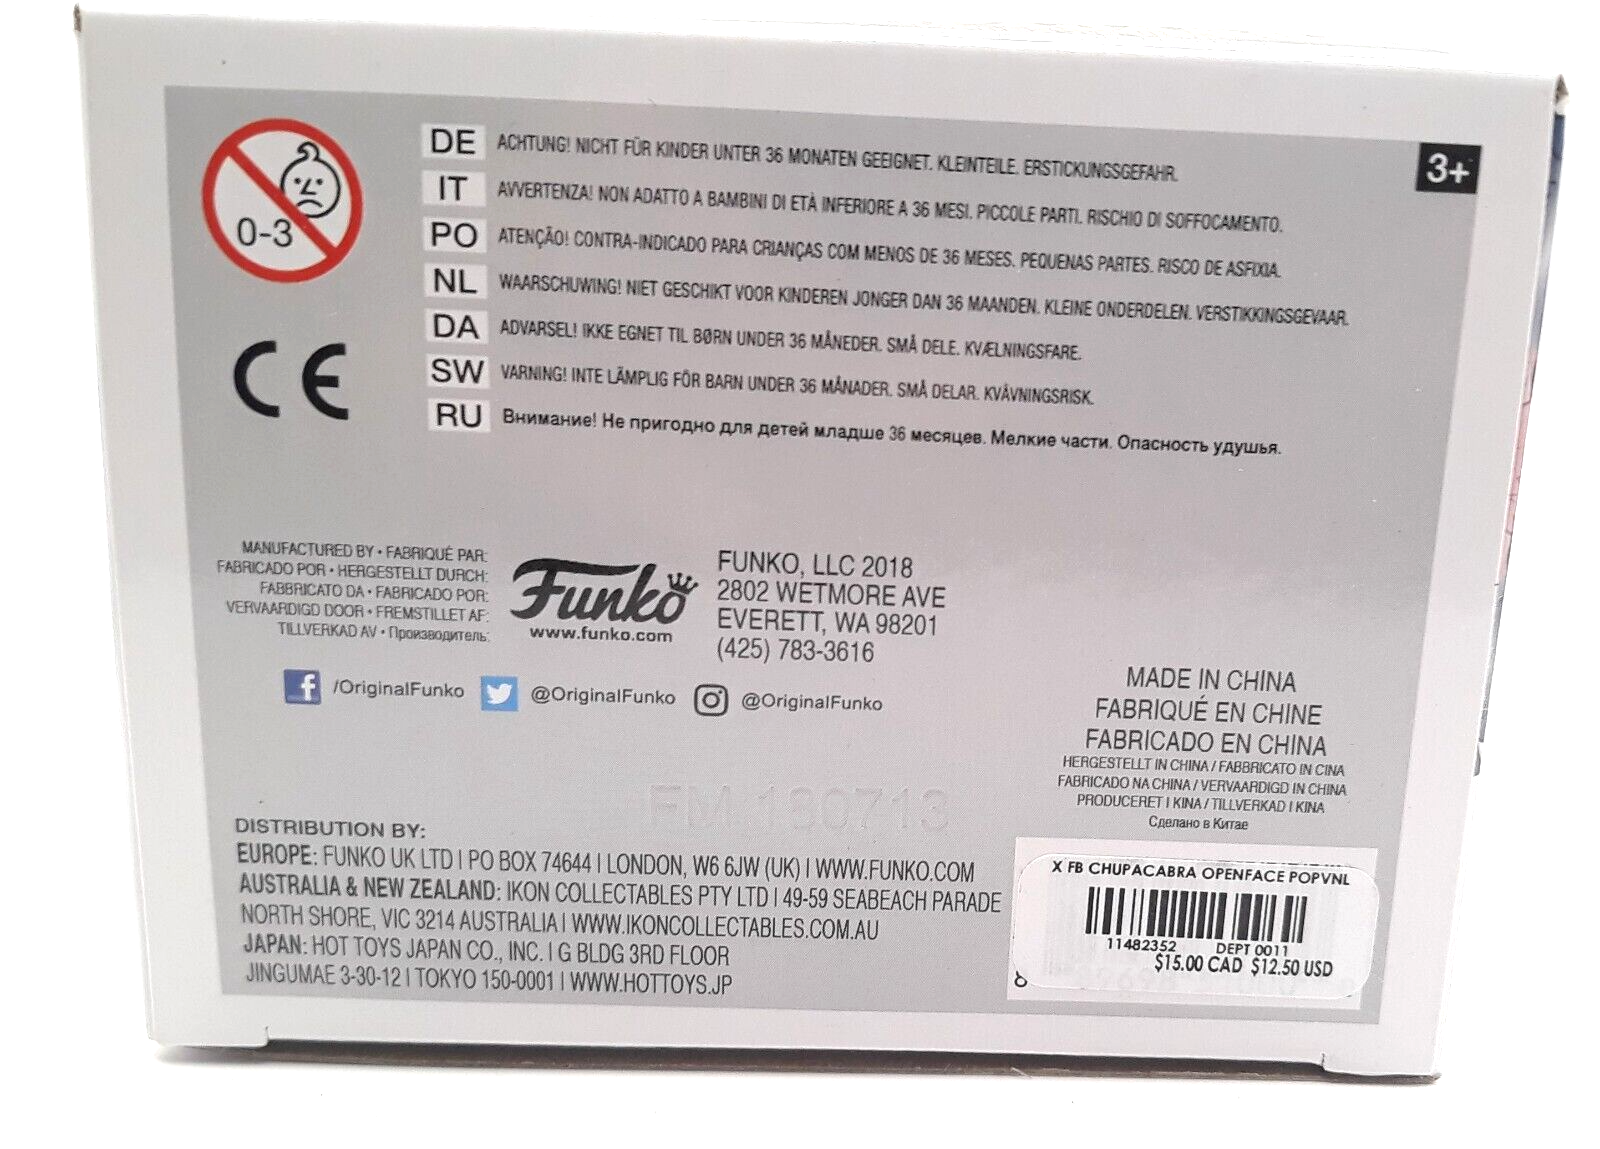 0-3
DE ACHTUNG! NICHT FÜR KINDER UNTER 36 MONATEN GEEIGNET. KLEINTEILE. ERSTICKUNGSGEFAHR.
3+
IT AVVERTENZA! NON ADATTO A BAMBINI DI ETÀ INFERIORE A 36 MESI. PICCOLE PARTI. RISCHIO DI SOFFOCAMENTO.
PO ATENÇÃO! CONTRA-INDICADO PARA CRIANÇAS COM MENOS DE 36 MESES. PEQUENAS PARTES. RISCO DE ASFIXIA.
NL WAARSCHUWING! NIET GESCHIKT VOOR KINDEREN JONGER DAN 36 MAANDEN. KLEINE ONDERDELEN. VERSTIKKINGSGEVAAR.
DA ADVARSEL! IKKE EGNET TIL BØRN UNDER 36 MÅNEDER. SMÅ DELE. KVÆLNINGSFARE.
SW VARNING! INTE LÄMPLIG FÖR BARN UNDER 36 MÅNADER. SMÅ DELAR. KVÄVNINGSRISK.
RU Внимание! Не пригодно для детей младше 36 месяцев. Мелкие части. Опасность удушья.
CE
MANUFACTURED BY • FABRIQUÉ PAR:
FABRICADO POR • HERGESTELLT DURCH:
FABBRICATO DA • FABRICADO POR:
VERVAARDIGD DOOR • FREMSTILLET AF:
TILLVERKAD AV • Производитель:
Funko
www.funko.com
FUNKO, LLC 2018
2802 WETMORE AVE
EVERETT, WA 98201
(425) 783-3616
/OriginalFunko @OriginalFunko @OriginalFunko
MADE IN CHINA
FABRIQUÉ EN CHINE
FABRICADO EN CHINA
HERGESTELLT IN CHINA / FABBRICATO IN CINA
FABRICADO NA CHINA / VERVAARDIGD IN CHINA
PRODUCERET I KINA / TILLVERKAD I KINA
Сделано в Китае
FM 180713
DISTRIBUTION BY:
EUROPE: FUNKO UK LTD | PO BOX 74644 | LONDON, W6 6JW (UK) | WWW.FUNKO.COM
AUSTRALIA & NEW ZEALAND: IKON COLLECTABLES PTY LTD | 49-59 SEABEACH PARADE
NORTH SHORE, VIC 3214 AUSTRALIA | WWW.IKONCOLLECTABLES.COM.AU
JAPAN: HOT TOYS JAPAN CO., INC. | G BLDG 3RD FLOOR
JINGUMAE 3-30-12 | TOKYO 150-0001 | WWW.HOTTOYS.JP
X FB CHUPACABRA OPENFACE POPVNL
11482352 DEPT 0011
$15.00 CAD $12.50 USD